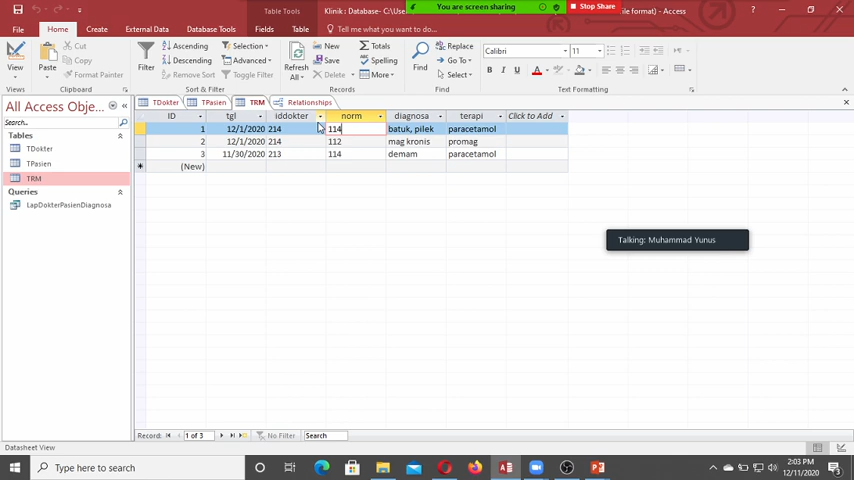 You are screen sharing
Stop Share
Klinik : Database- C:\Use
ile format) - Access
Table Tools
File
Home
Create
External Data
Database Tools
Fields
Table
Tell me what you want to do
View
Paste
Cut
Copy
Format Painter
Filter
Ascending
Descending
Remove Sort
Selection
Advanced
Toggle Filter
Refresh
All
New
Save
Delete
Totals
Spelling
More
Find
Replace
Go To
Select
Calibri
11
B
I
U
A
Views
Clipboard
Sort & Filter
Records
Find
Text Formatting
All Access Obje...
Search...
Tables
TDokter
TPasien
TRM
Queries
LapDokterPasienDiagnosa
TDokter
TPasien
TRM
Relationships
ID tgl iddokter norm diagnosa terapi Click to Add
1 12/1/2020 214 114 batuk, pilek paracetamol
2 12/1/2020 214 112 mag kronis promag
3 11/30/2020 213 114 demam paracetamol
(New)
Talking: Muhammad Yunus
Record:
1 of 3
No Filter
Search
Datasheet View
Type here to search
2:03 PM
12/11/2020
3